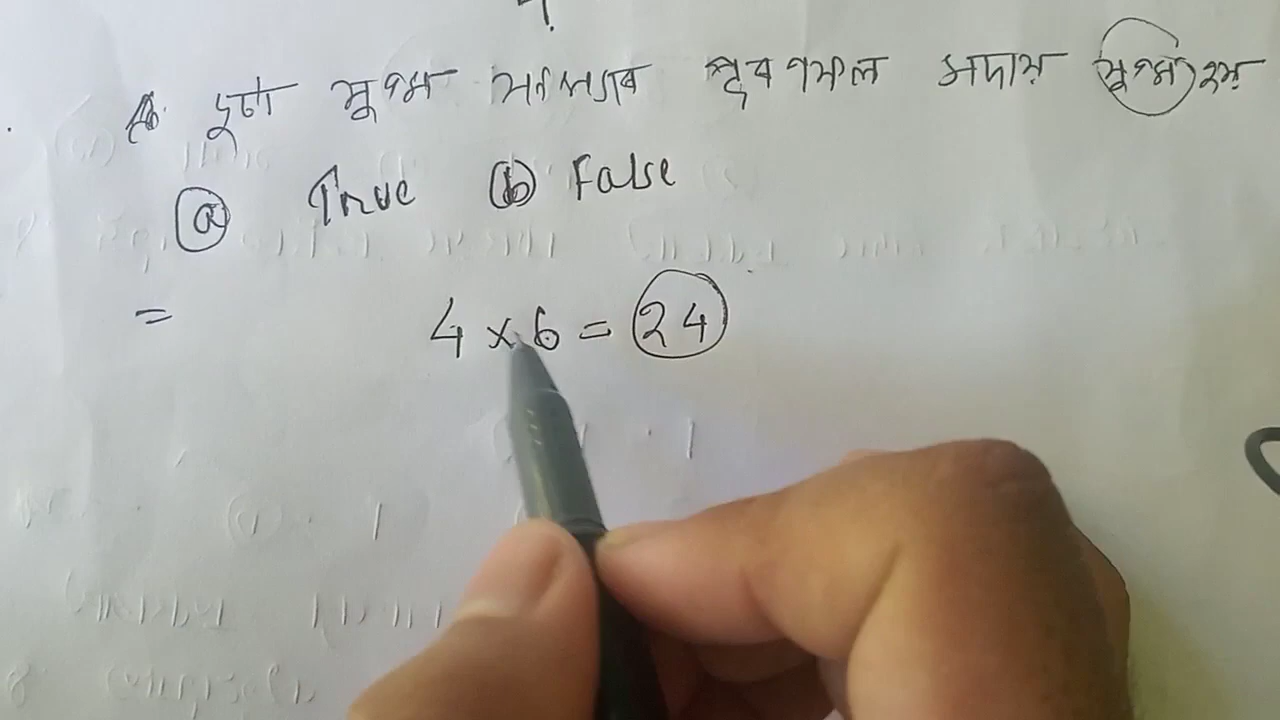 দুটা যুগ্ম সংখ্যাৰ পূৰণফল সদায় যুগ্ম হয়
(a) True (b) False
= 4 × 6 = 24